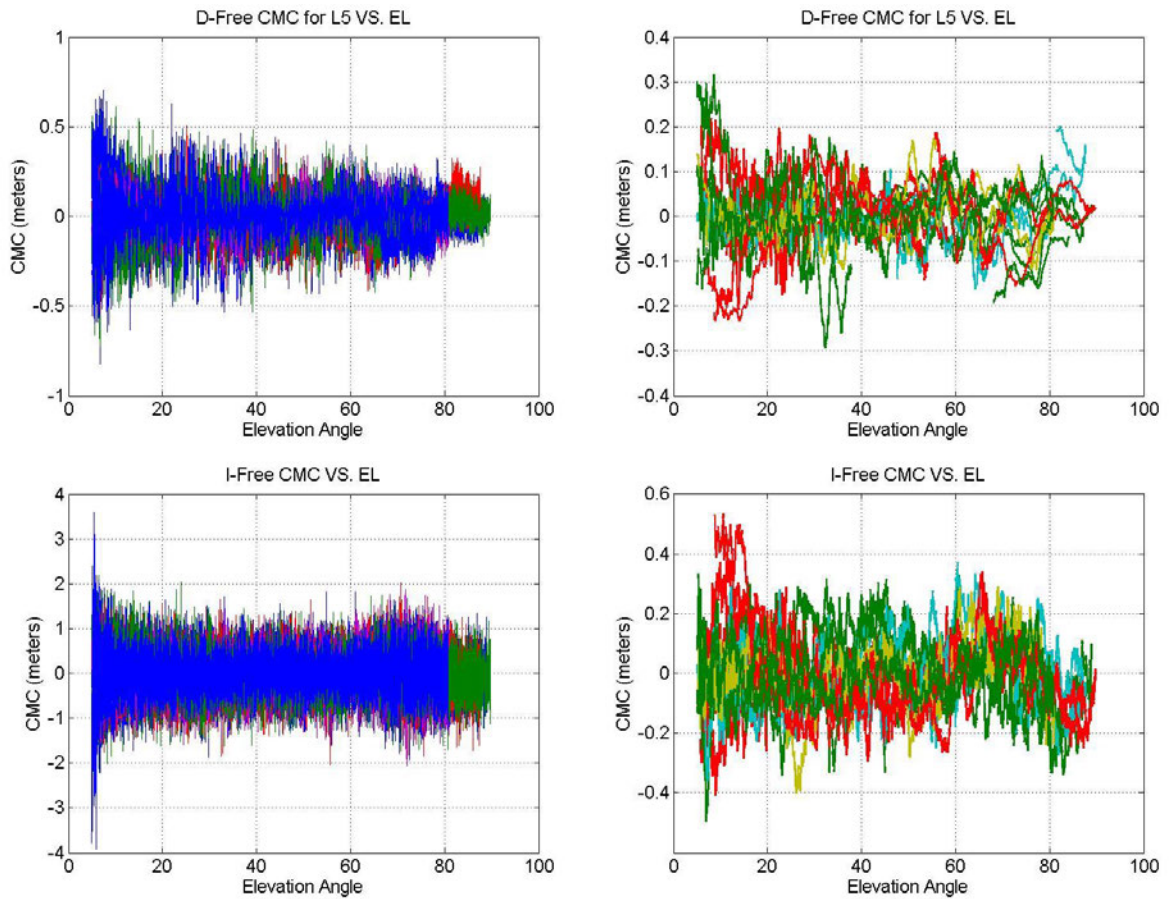 D-Free CMC for L5 VS. EL
1
0.5
0
-0.5
-1
CMC (meters)
0 20 40 60 80 100
Elevation Angle
D-Free CMC for L5 VS. EL
0.4
0.3
0.2
0.1
0
-0.1
-0.2
-0.3
-0.4
CMC (meters)
0 20 40 60 80 100
Elevation Angle
I-Free CMC VS. EL
4
3
2
1
0
-1
-2
-3
-4
CMC (meters)
0 20 40 60 80 100
Elevation Angle
I-Free CMC VS. EL
0.6
0.4
0.2
0
-0.2
-0.4
CMC (meters)
0 20 40 60 80 100
Elevation Angle